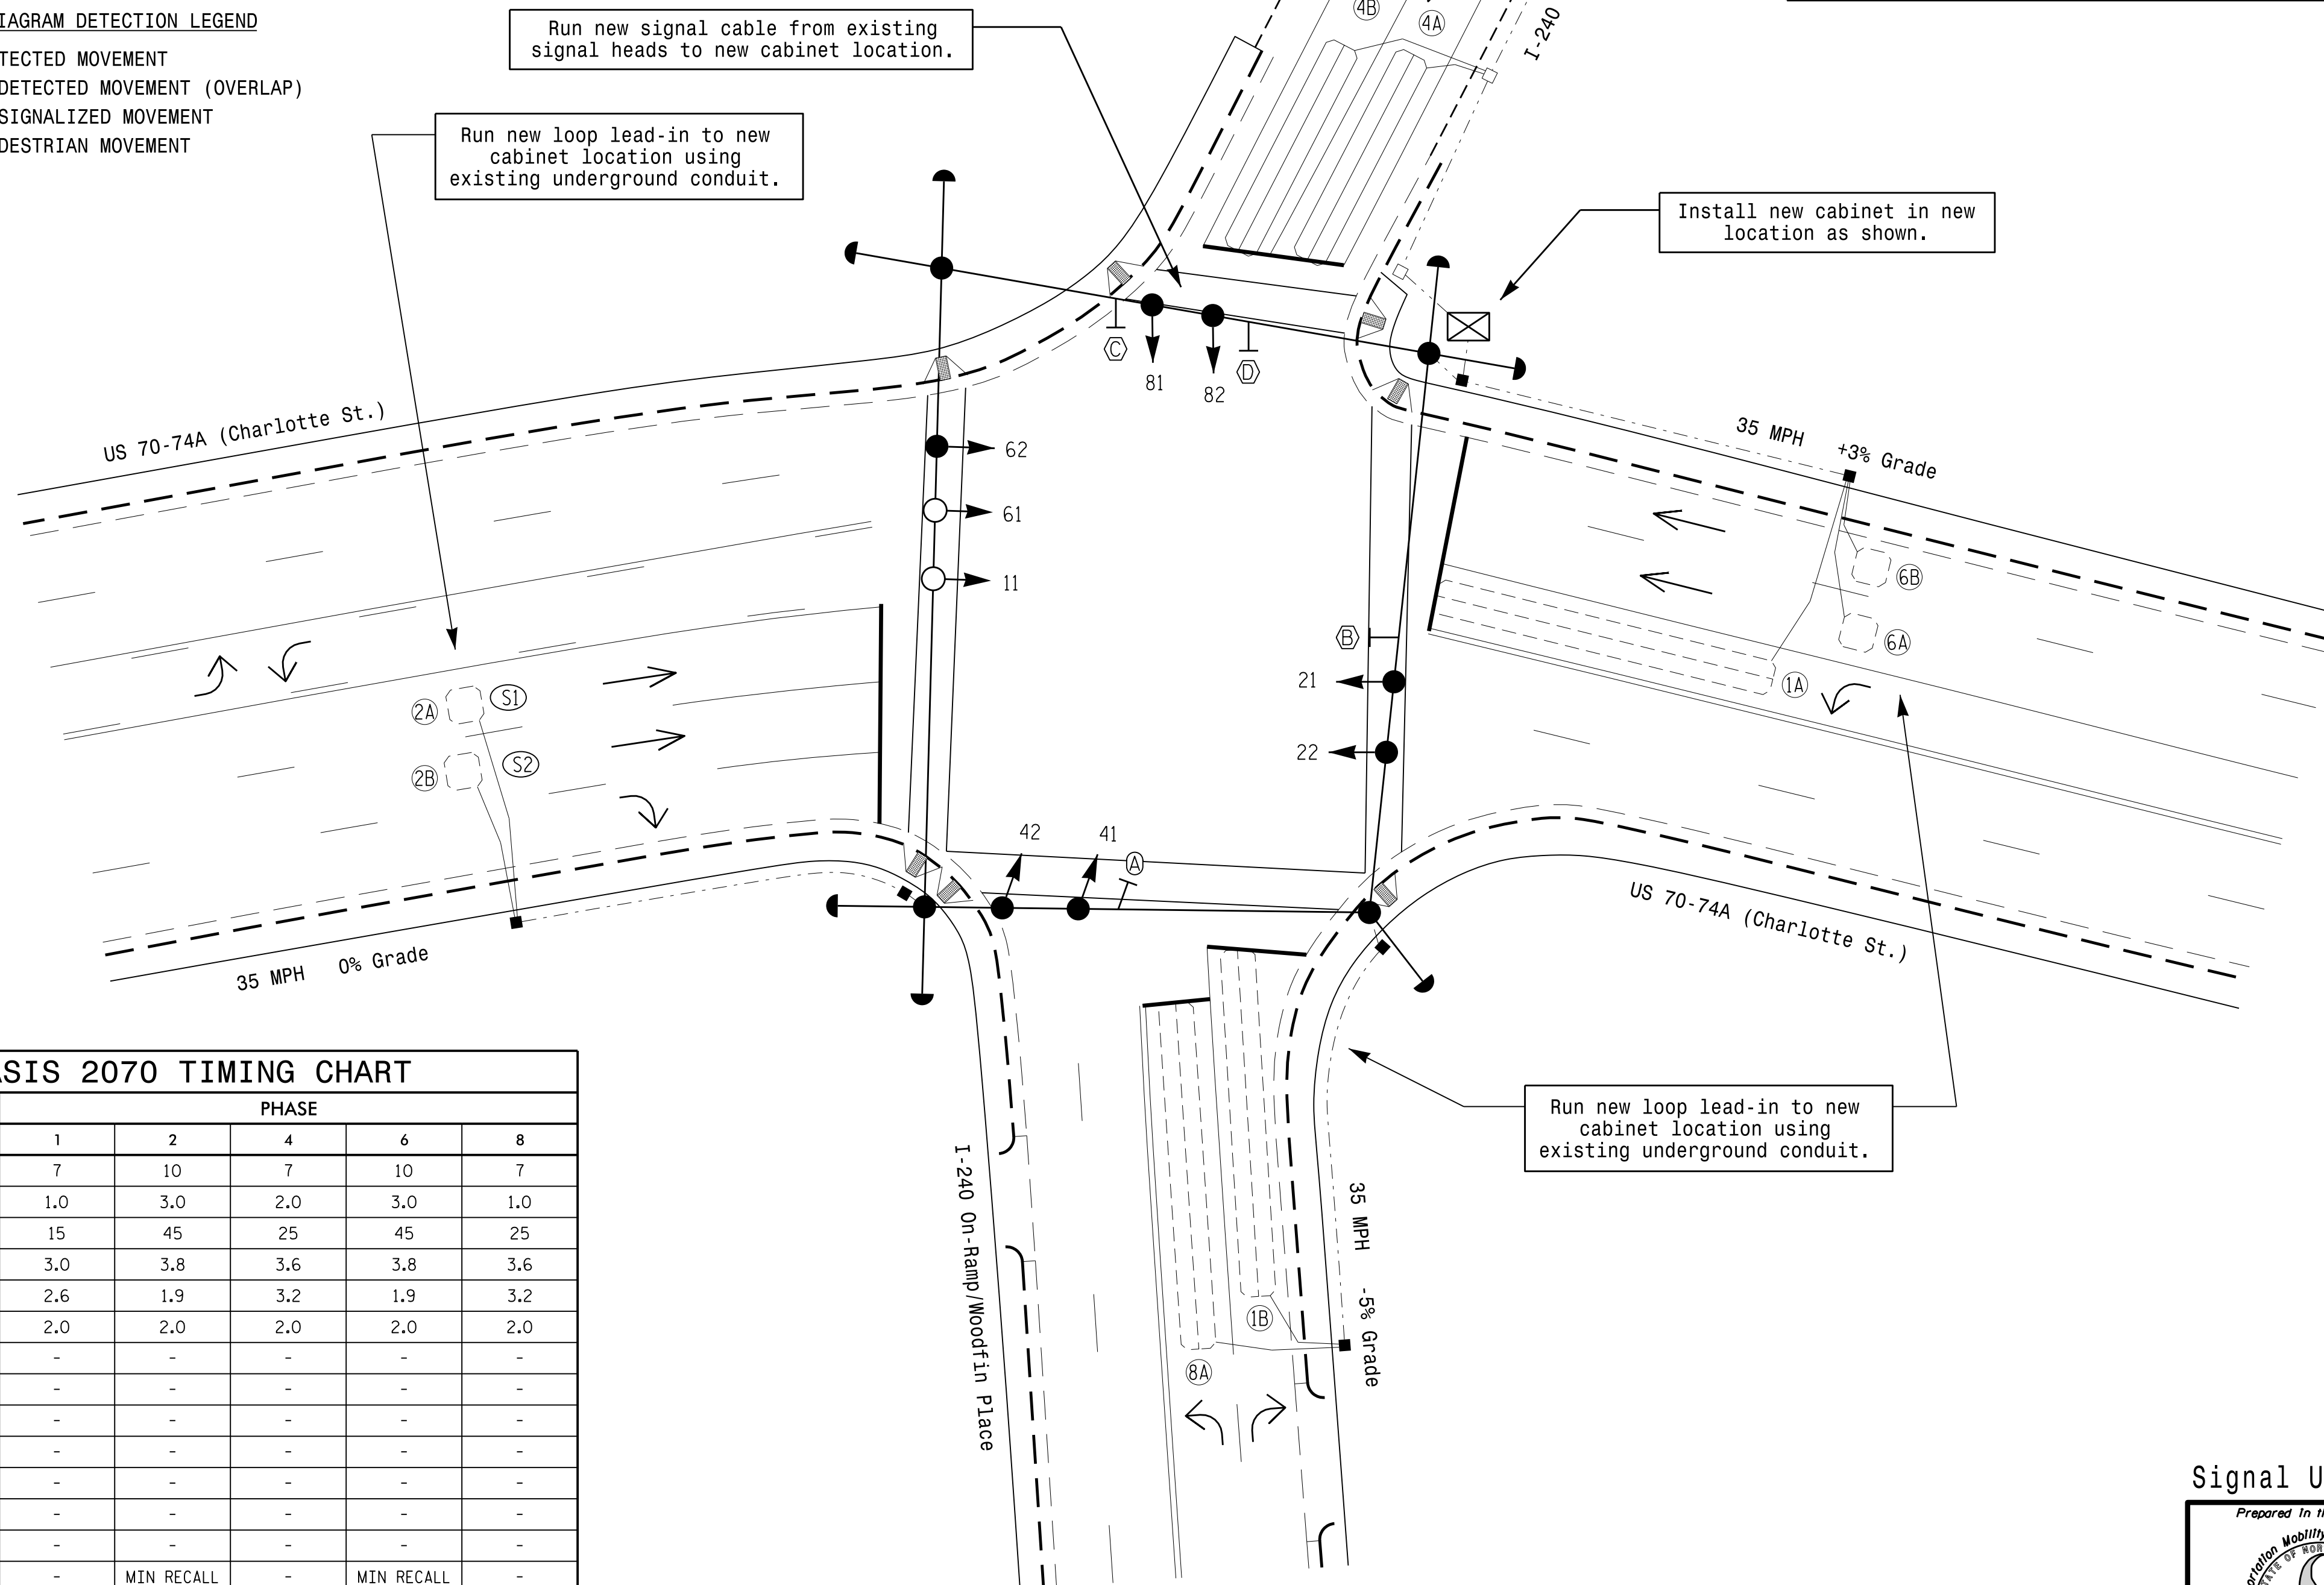 IAGRAM DETECTION LEGEND
TECTED MOVEMENT
DETECTED MOVEMENT (OVERLAP)
SIGNALIZED MOVEMENT
DESTRIAN MOVEMENT
Run new signal cable from existing
signal heads to new cabinet location.
Run new loop lead-in to new
cabinet location using
existing underground conduit.
4B
4A
I-240
Install new cabinet in new
location as shown.
C
81
82
D
US 70-74A (Charlotte St.)
35 MPH +3% Grade
62
61
11
6B
6A
1A
B
21
22
2A
S1
2B
S2
42
41
A
35 MPH 0% Grade
US 70-74A (Charlotte St.)
ASIS 2070 TIMING CHART
PHASE
1 2 4 6 8
7 10 7 10 7
1.0 3.0 2.0 3.0 1.0
15 45 25 45 25
3.0 3.8 3.6 3.8 3.6
2.6 1.9 3.2 1.9 3.2
2.0 2.0 2.0 2.0 2.0
- - - - -
- - - - -
- - - - -
- - - - -
- - - - -
- - - - -
- - - - -
- MIN RECALL - MIN RECALL -
I-240 On-Ramp/Woodfin Place
35 MPH -5% Grade
1B
8A
Run new loop lead-in to new
cabinet location using
existing underground conduit.
Signal U
Prepared in th
ortation Mobility
TATE OF NOR